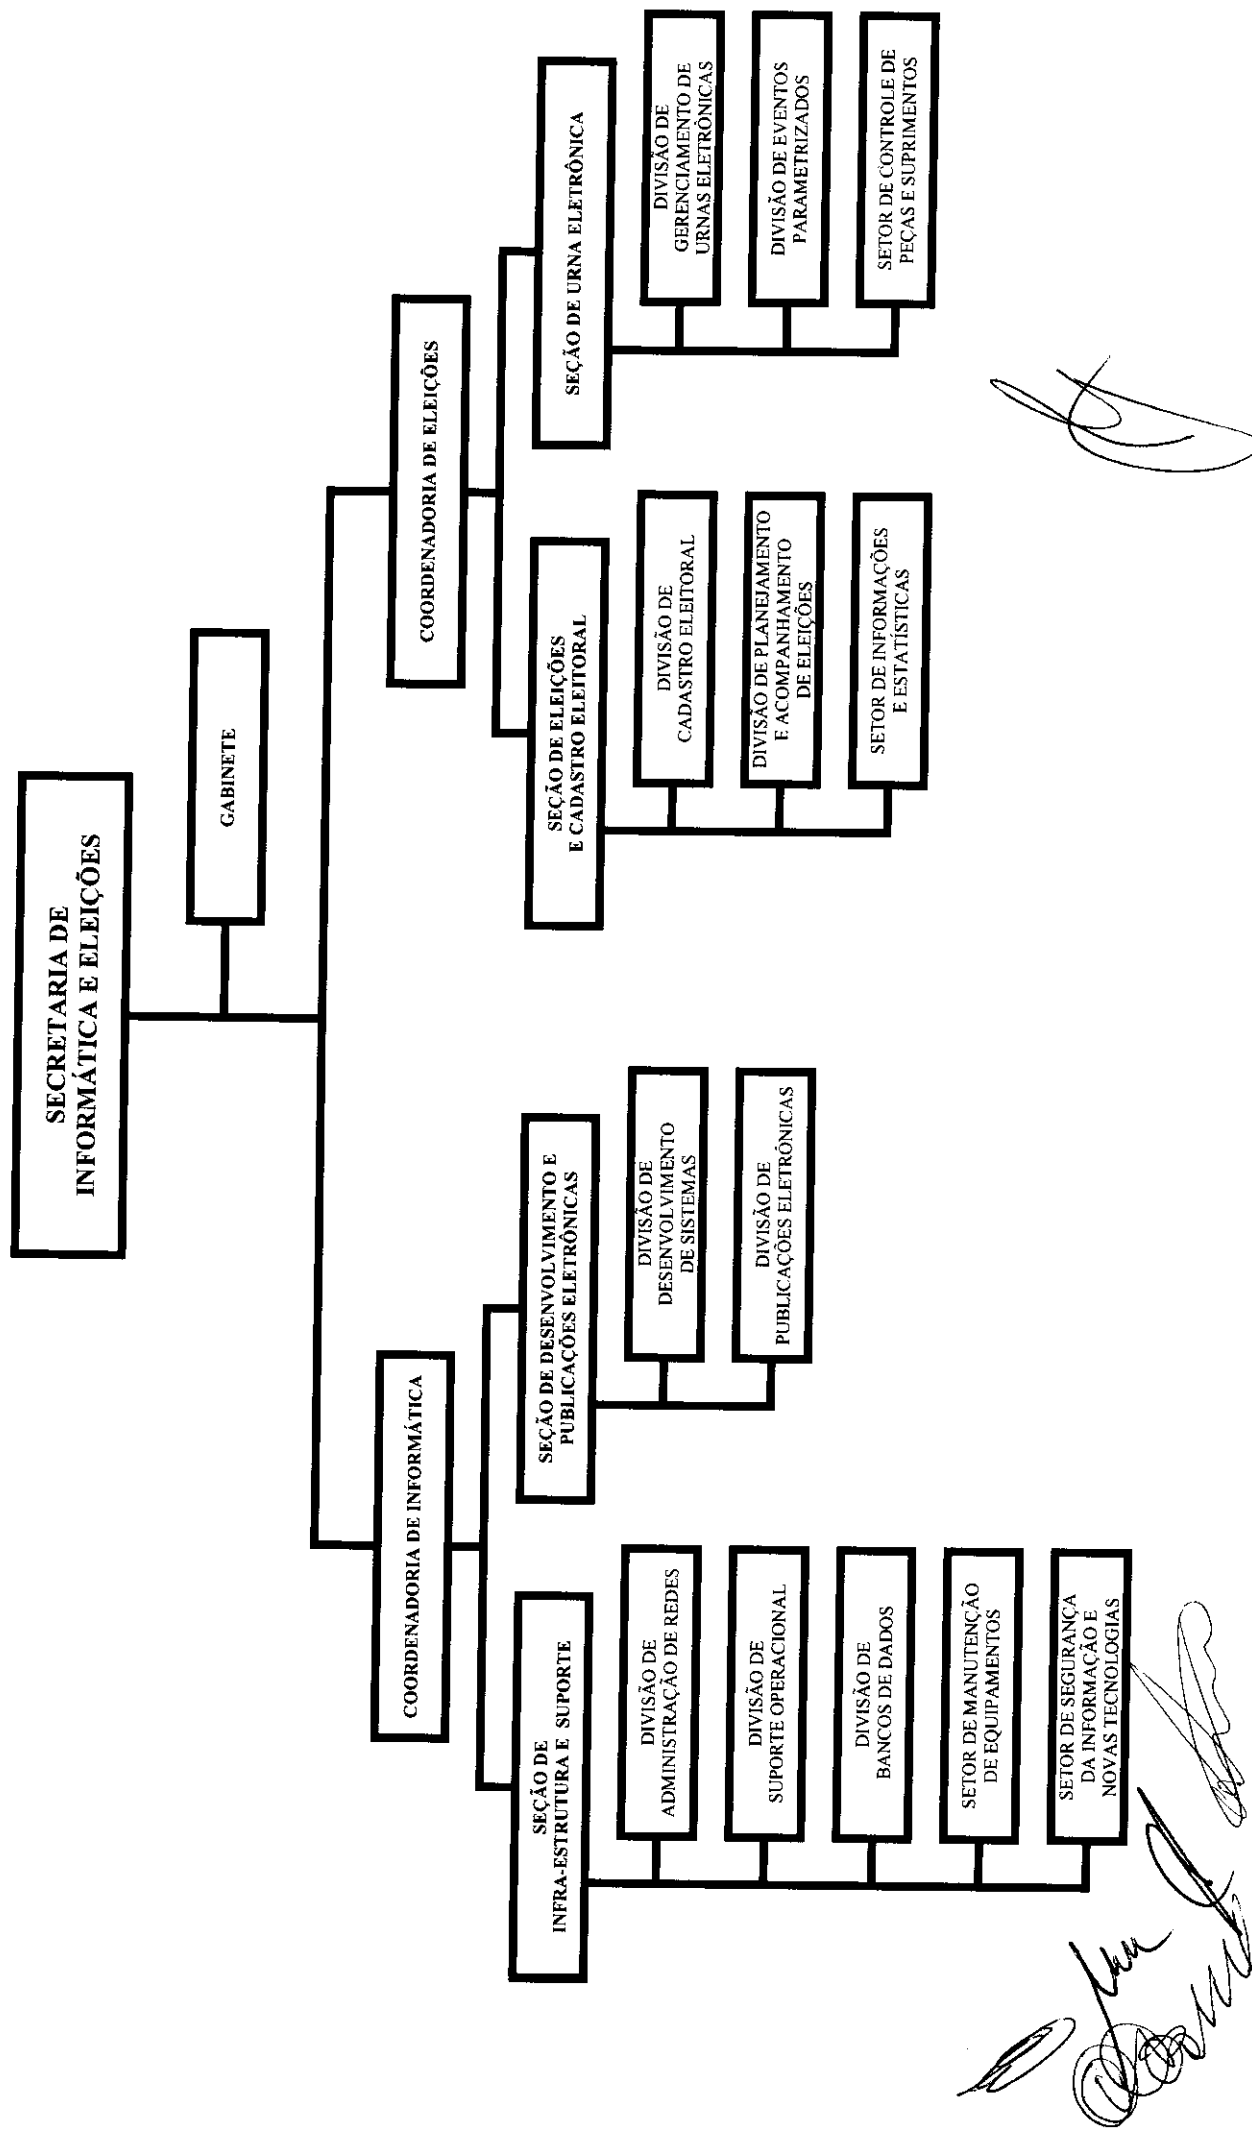 SECRETARIA DE
INFORMÁTICA E ELEIÇÕES
GABINETE
COORDENADORIA DE INFORMÁTICA
COORDENADORIA DE ELEIÇÕES
SEÇÃO DE
INFRA-ESTRUTURA E SUPORTE
DIVISÃO DE
ADMINISTRAÇÃO DE REDES
DIVISÃO DE
SUPORTE OPERACIONAL
DIVISÃO DE
BANCOS DE DADOS
SETOR DE MANUTENÇÃO
DE EQUIPAMENTOS
SETOR DE SEGURANÇA
DA INFORMAÇÃO E
NOVAS TECNOLOGIAS
SEÇÃO DE DESENVOLVIMENTO E
PUBLICAÇÕES ELETRÔNICAS
DIVISÃO DE
DESENVOLVIMENTO
DE SISTEMAS
DIVISÃO DE
PUBLICAÇÕES ELETRÔNICAS
SEÇÃO DE ELEIÇÕES
E CADASTRO ELEITORAL
DIVISÃO DE
CADASTRO ELEITORAL
DIVISÃO DE PLANEJAMENTO
E ACOMPANHAMENTO
DE ELEIÇÕES
SETOR DE INFORMAÇÕES
E ESTATÍSTICAS
SEÇÃO DE URNA ELETRÔNICA
DIVISÃO DE
GERENCIAMENTO DE
URNAS ELETRÔNICAS
DIVISÃO DE EVENTOS
PARAMETRIZADOS
SETOR DE CONTROLE DE
PEÇAS E SUPRIMENTOS